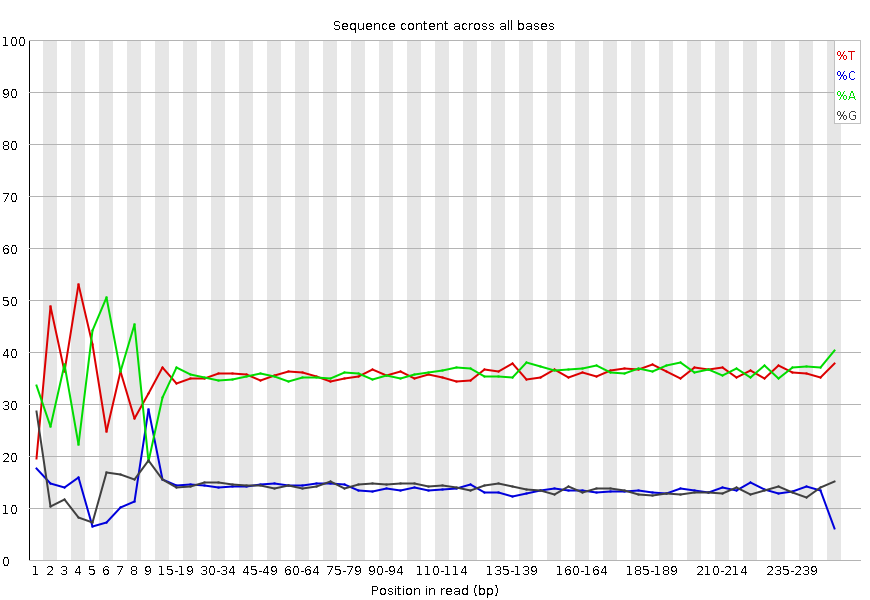 Sequence content across all bases
100
90
80
70
60
50
40
30
20
10
0
%T
%C
%A
%G
1 2 3 4 5 6 7 8 9 15-19 30-34 45-49 60-64 75-79 90-94 110-114 135-139 160-164 185-189 210-214 235-239
Position in read (bp)